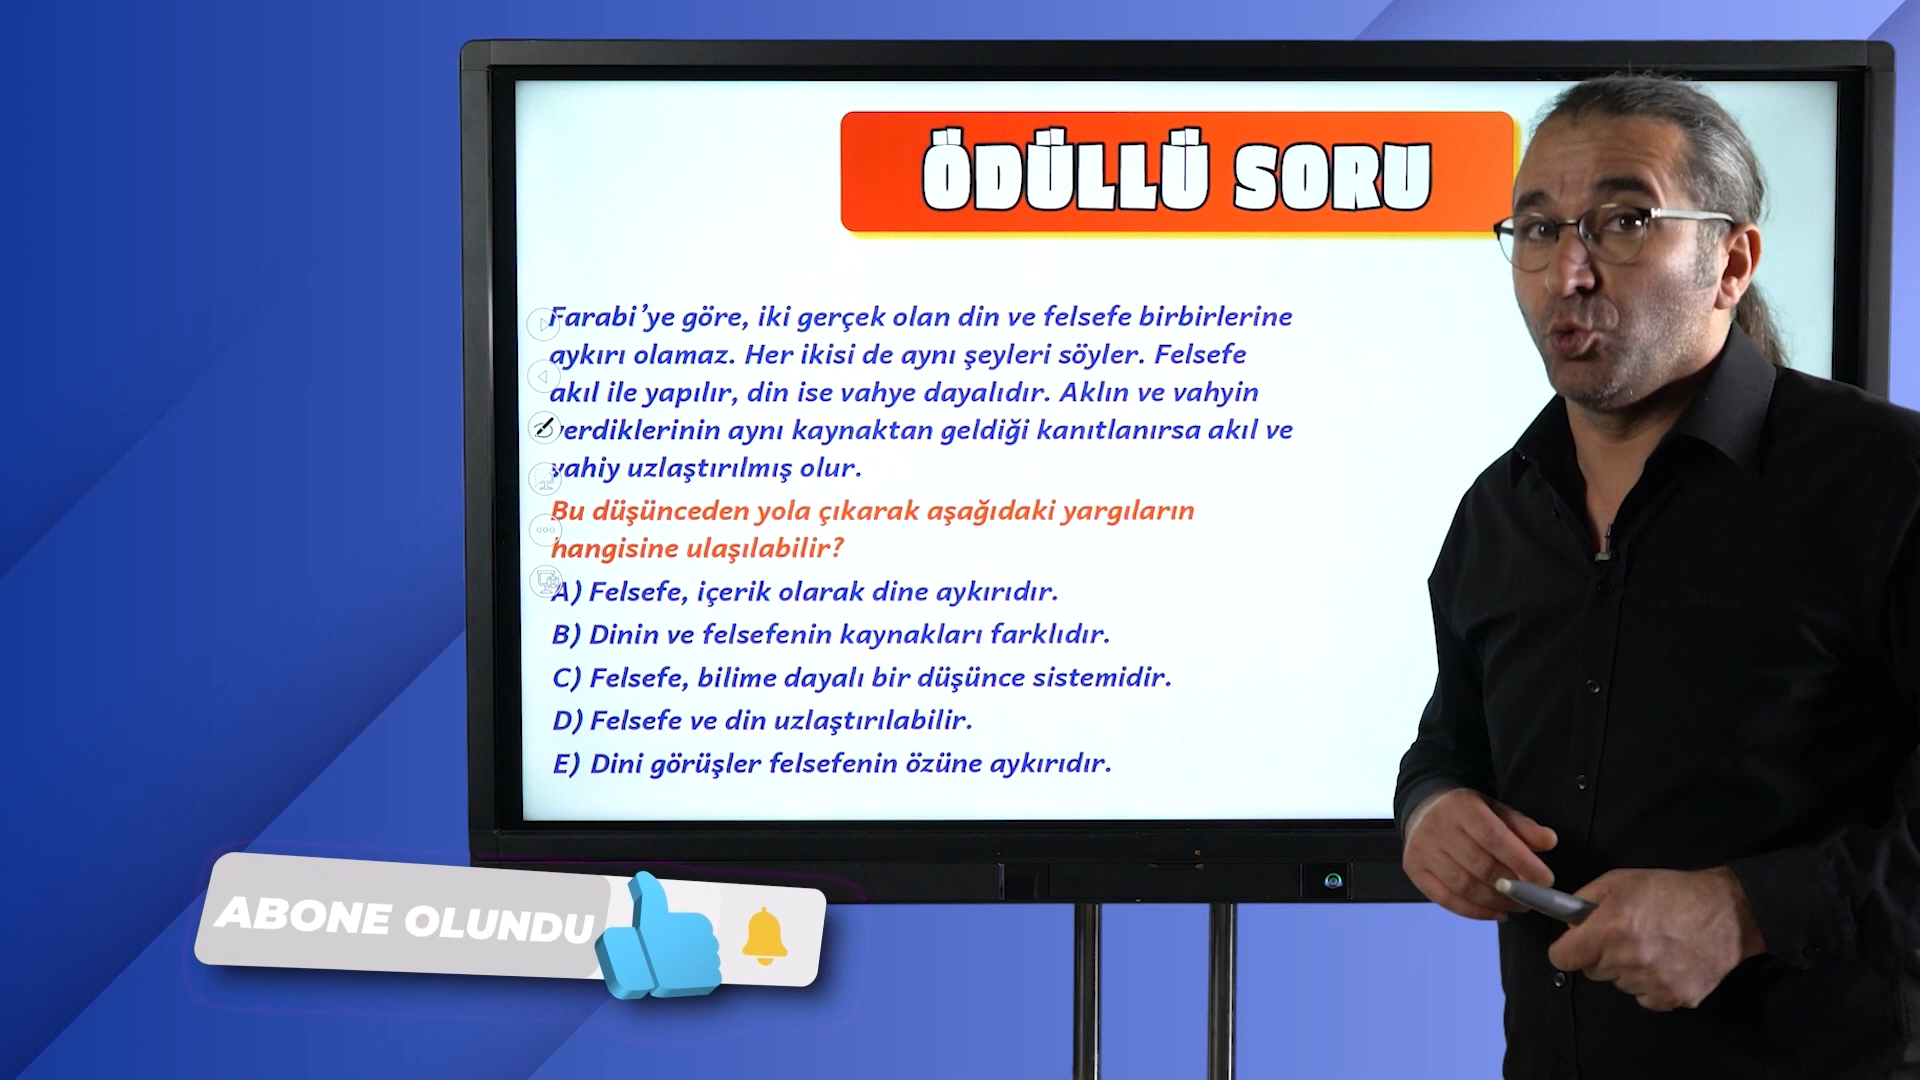 ÖDÜLLÜ SORU
Farabi’ye göre, iki gerçek olan din ve felsefe birbirlerine
aykırı olamaz. Her ikisi de aynı şeyleri söyler. Felsefe
akıl ile yapılır, din ise vahye dayalıdır. Aklın ve vahyin
verdiklerinin aynı kaynaktan geldiği kanıtlanırsa akıl ve
vahiy uzlaştırılmış olur.
Bu düşünceden yola çıkarak aşağıdaki yargıların
hangisine ulaşılabilir?
A) Felsefe, içerik olarak dine aykırıdır.
B) Dinin ve felsefenin kaynakları farklıdır.
C) Felsefe, bilime dayalı bir düşünce sistemidir.
D) Felsefe ve din uzlaştırılabilir.
E) Dini görüşler felsefenin özüne aykırıdır.
ABONE OLUNDU